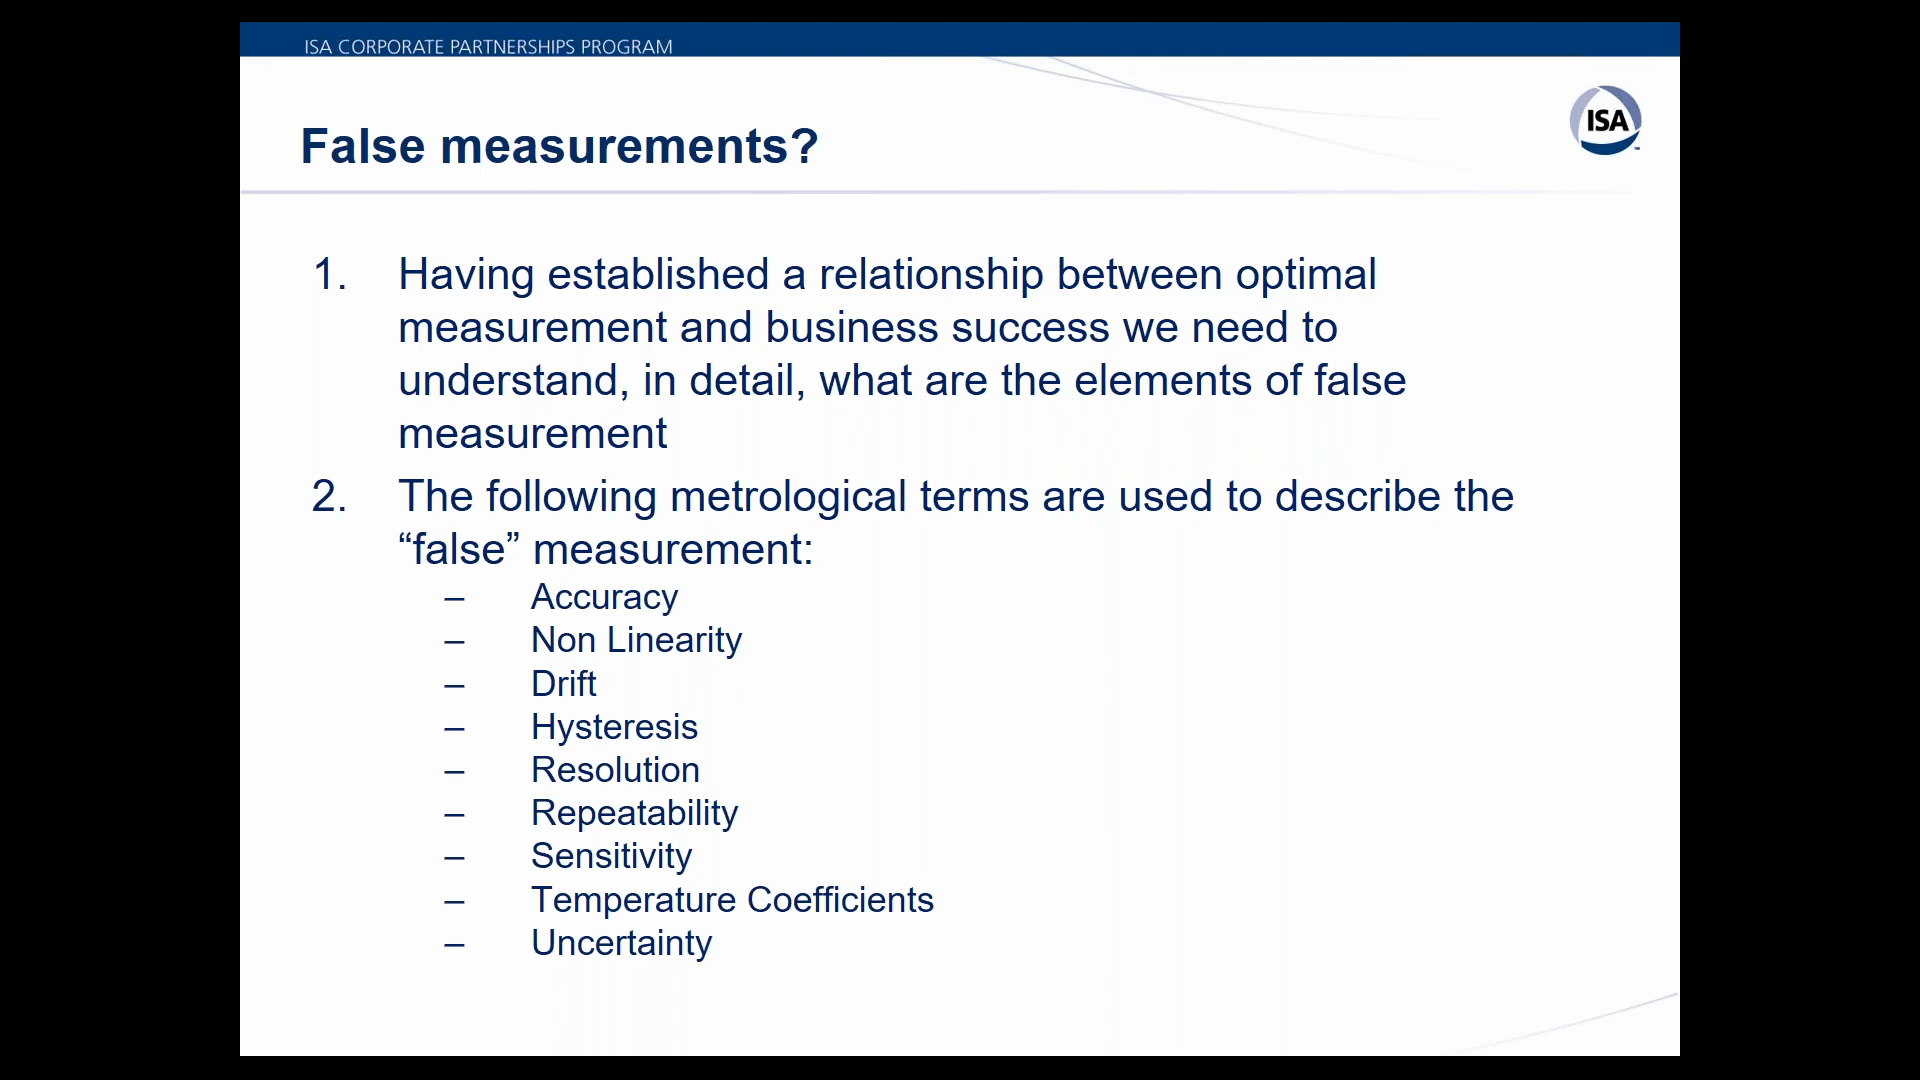 ISA CORPORATE PARTNERSHIPS PROGRAM
ISA
False measurements?
1. Having established a relationship between optimal
measurement and business success we need to
understand, in detail, what are the elements of false
measurement
2. The following metrological terms are used to describe the
“false” measurement:
– Accuracy
– Non Linearity
– Drift
– Hysteresis
– Resolution
– Repeatability
– Sensitivity
– Temperature Coefficients
– Uncertainty